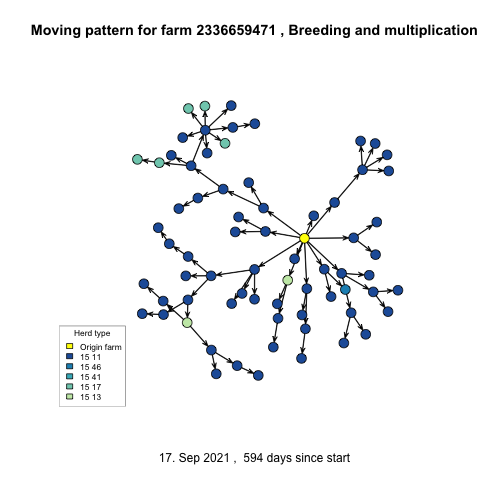 Moving pattern for farm 2336659471 , Breeding and multiplication
Herd type
Origin farm
15 11
15 46
15 41
15 17
15 13
17. Sep 2021 ,  594 days since start